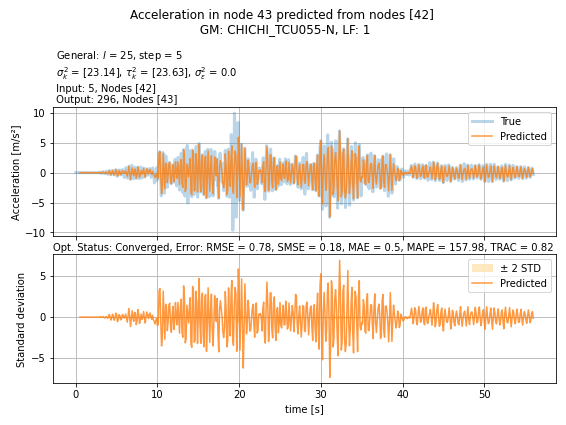 Acceleration in node 43 predicted from nodes [42]
GM: CHICHI_TCU055-N, LF: 1
General: l = 25, step = 5
σ²ₖ = [23.14], τ²ₖ = [23.63], σ²ε = 0.0
Input: 5, Nodes [42]
Output: 296, Nodes [43]
Acceleration [m/s²]
10
5
0
−5
−10
True
Predicted
Opt. Status: Converged, Error: RMSE = 0.78, SMSE = 0.18, MAE = 0.5, MAPE = 157.98, TRAC = 0.82
Standard deviation
5
0
−5
± 2 STD
Predicted
0 10 20 30 40 50
time [s]